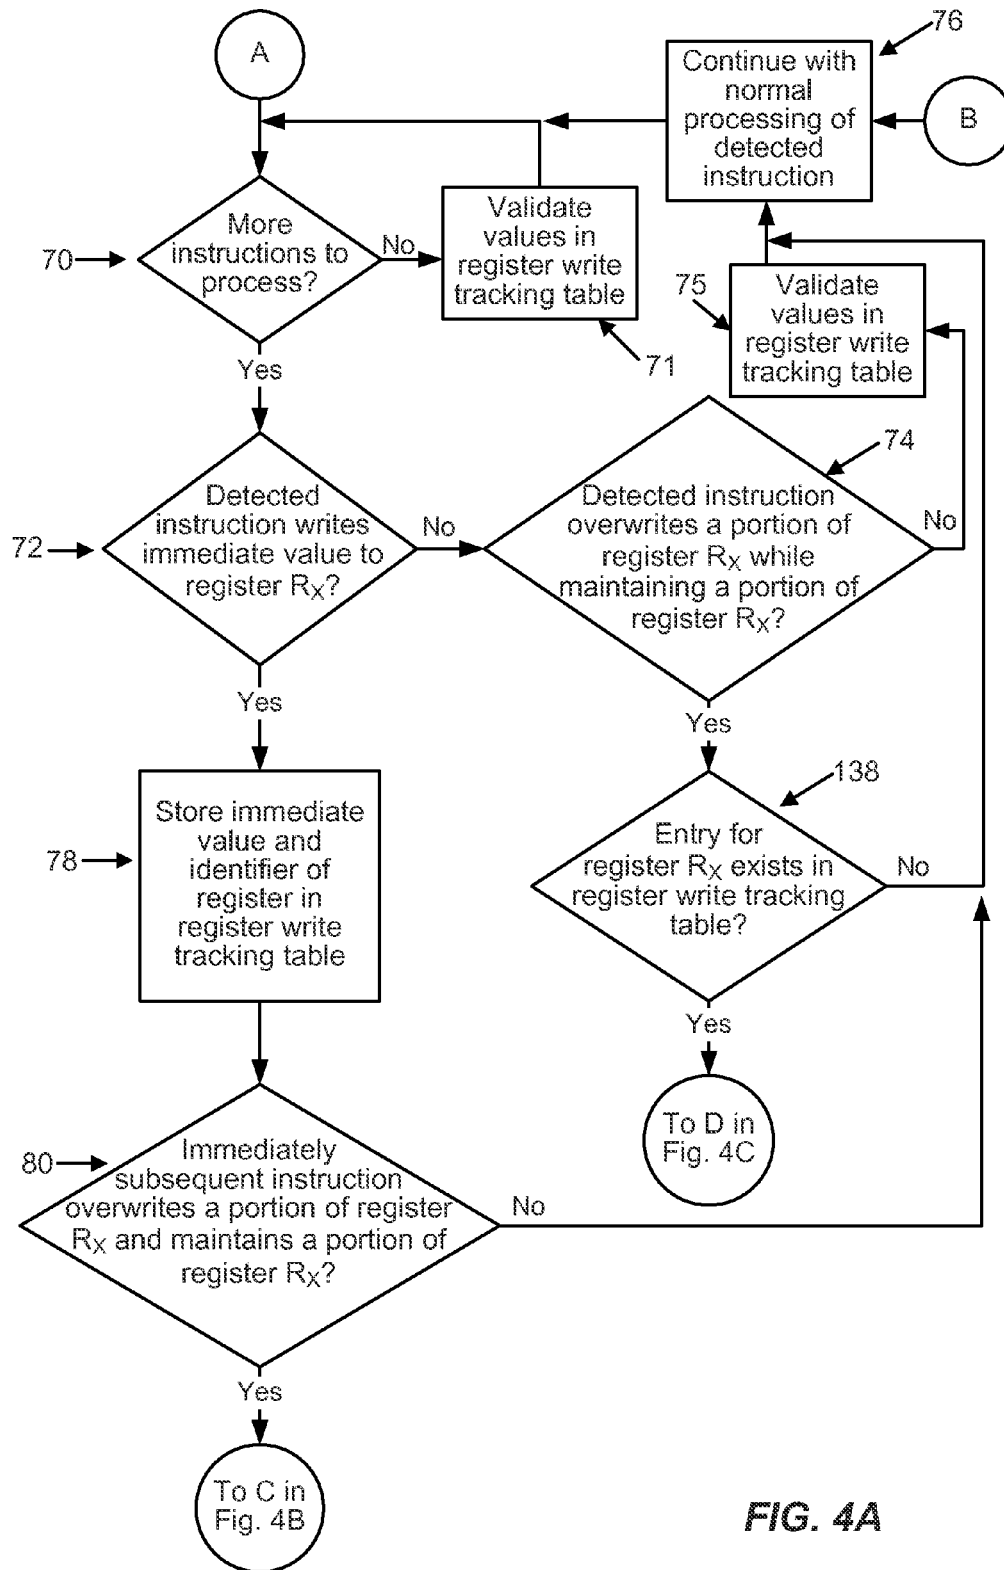 A
76
Continue with
normal
processing of
detected
instruction
B
More
instructions to
process?
70
No
Validate
values in
register write
tracking table
71
75
Validate
values in
register write
tracking table
Yes
74
Detected
instruction writes
immediate value to
register RX?
72
No
Detected instruction
overwrites a portion of
register RX while
maintaining a portion of
register RX?
No
Yes
Yes
138
Store immediate
value and
identifier of
register in
register write
tracking table
78
Entry for
register RX exists in
register write tracking
table?
No
Yes
To D in
Fig. 4C
80
Immediately
subsequent instruction
overwrites a portion of register
RX and maintains a portion of
register RX?
No
Yes
To C in
Fig. 4B
FIG. 4A